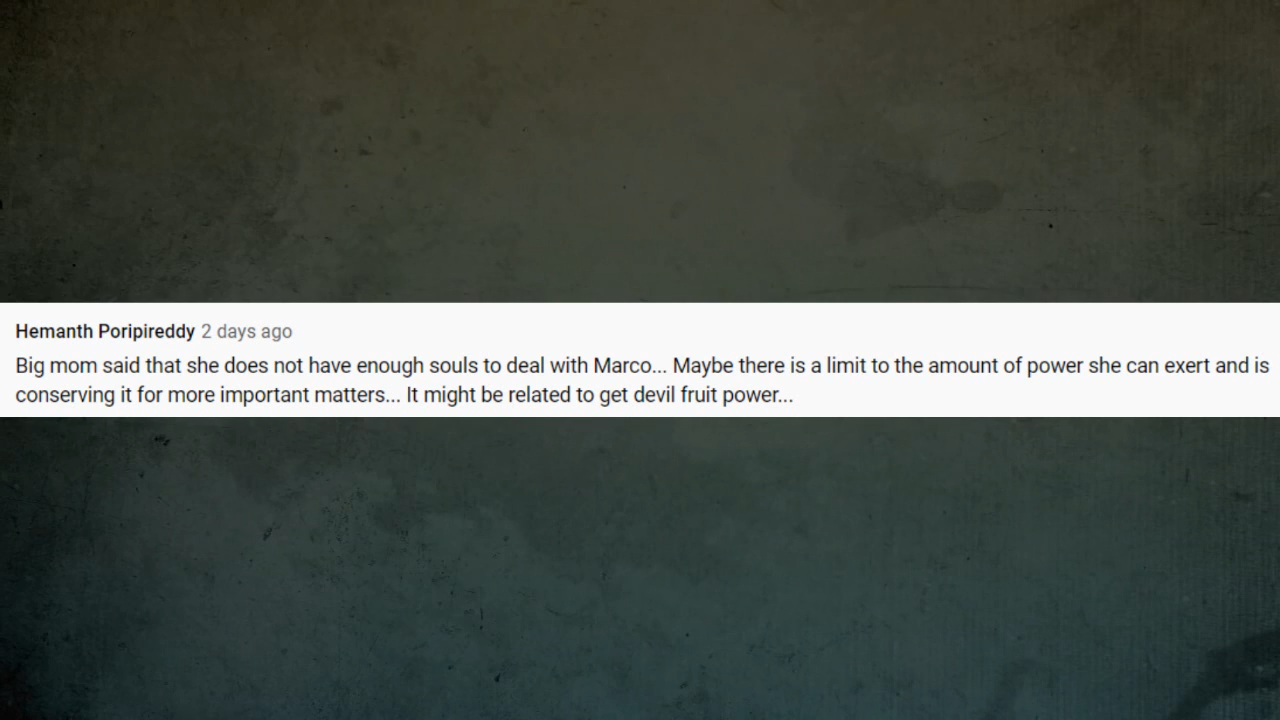 Hemanth Poripireddy 2 days ago
Big mom said that she does not have enough souls to deal with Marco... Maybe there is a limit to the amount of power she can exert and is
conserving it for more important matters... It might be related to get devil fruit power...